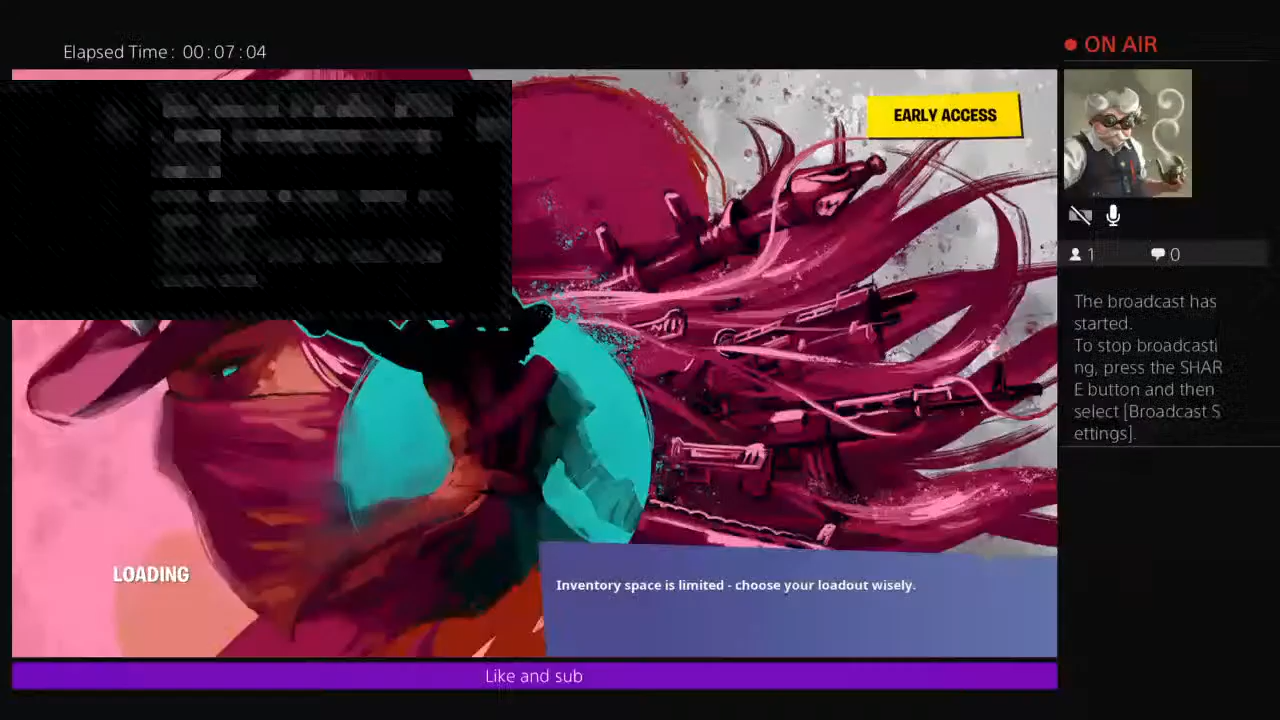 Elapsed Time: 00:07:04
ON AIR
EARLY ACCESS
1
0
The broadcast has
started.
To stop broadcasti
ng, press the SHAR
E button and then
select [Broadcast S
ettings].
LOADING
Inventory space is limited - choose your loadout wisely.
Like and sub